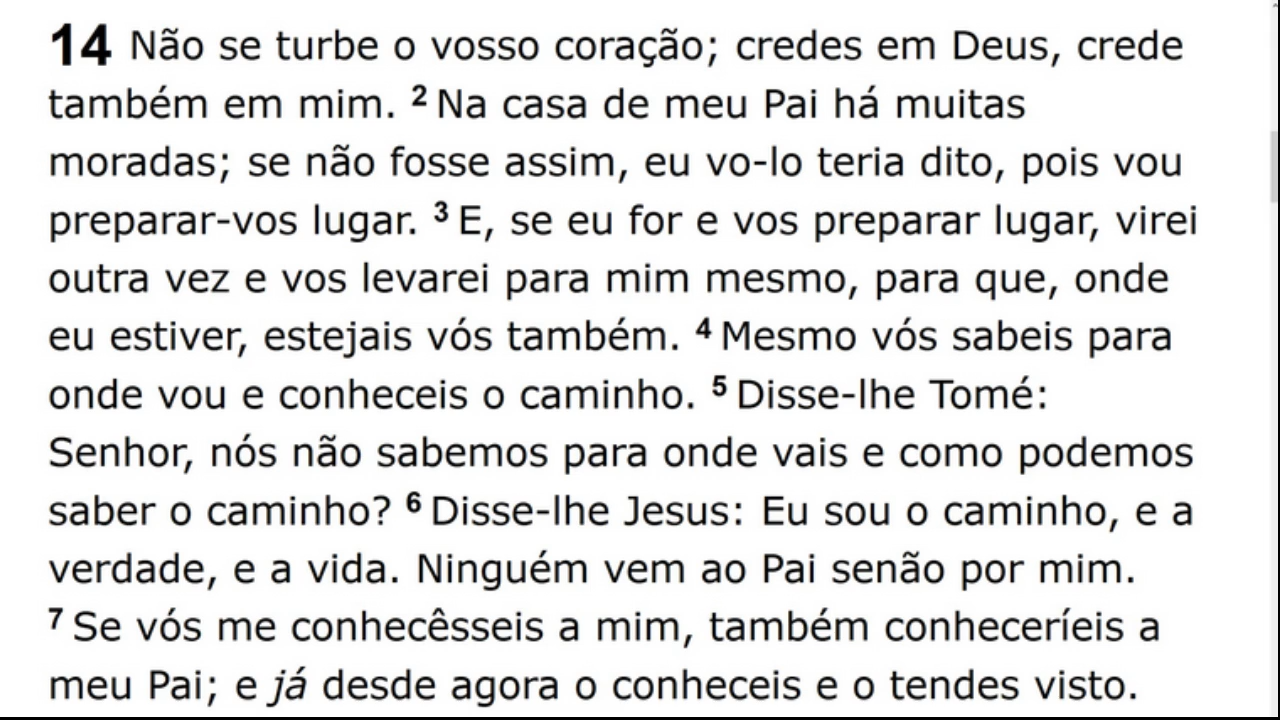 14 Não se turbe o vosso coração; credes em Deus, crede
também em mim. 2 Na casa de meu Pai há muitas
moradas; se não fosse assim, eu vo-lo teria dito, pois vou
preparar-vos lugar. 3 E, se eu for e vos preparar lugar, virei
outra vez e vos levarei para mim mesmo, para que, onde
eu estiver, estejais vós também. 4 Mesmo vós sabeis para
onde vou e conheceis o caminho. 5 Disse-lhe Tomé:
Senhor, nós não sabemos para onde vais e como podemos
saber o caminho? 6 Disse-lhe Jesus: Eu sou o caminho, e a
verdade, e a vida. Ninguém vem ao Pai senão por mim.
7 Se vós me conhecêsseis a mim, também conheceríeis a
meu Pai; e já desde agora o conheceis e o tendes visto.